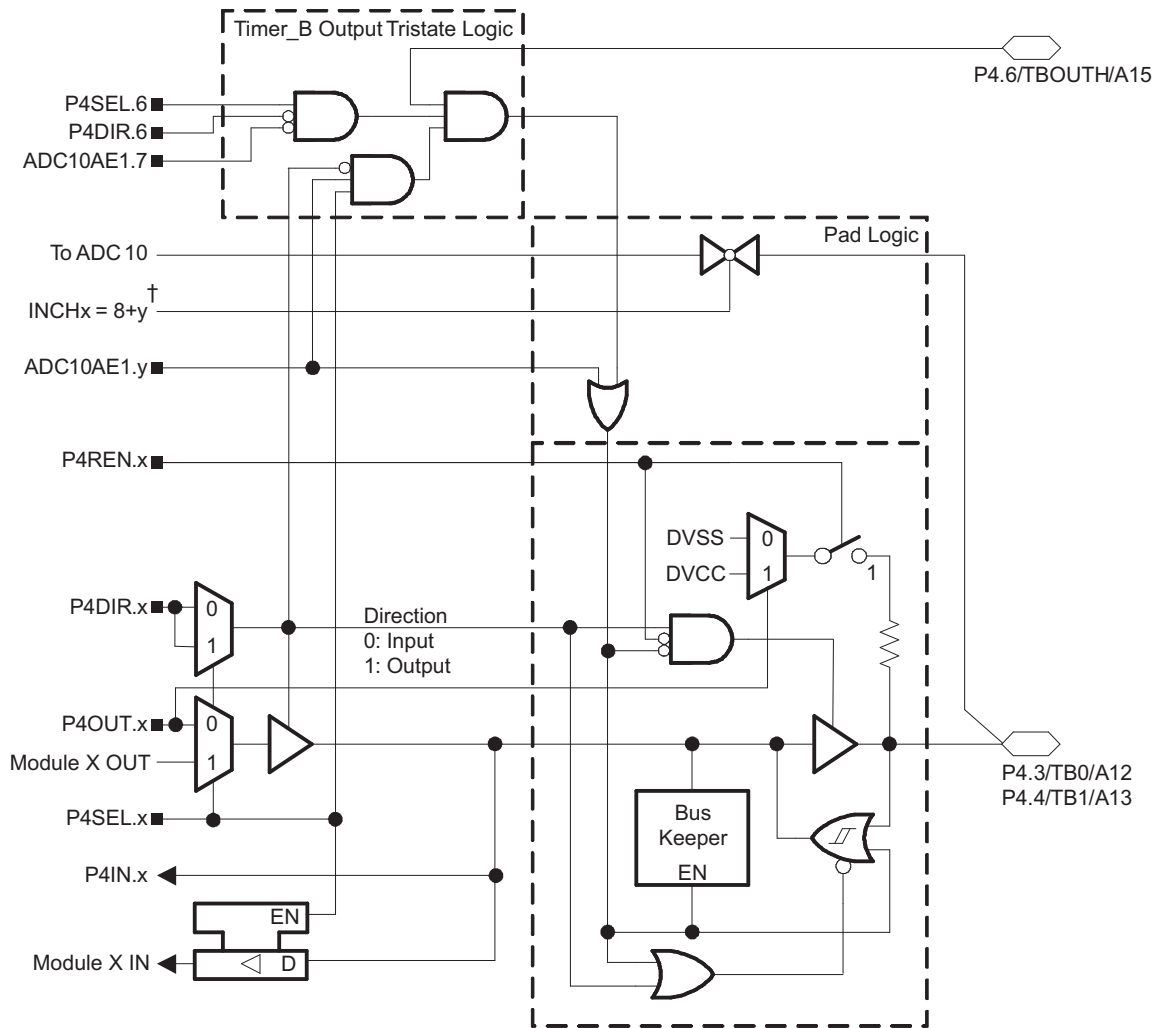 Timer_B Output Tristate Logic
P4.6/TBOUTH/A15
P4SEL.6
P4DIR.6
ADC10AE1.7
Pad Logic
To ADC 10
INCHx = 8+y†
ADC10AE1.y
P4REN.x
DVSS
0
DVCC
1
1
P4DIR.x
0
1
Direction
0: Input
1: Output
P4OUT.x
0
Module X OUT
1
P4.3/TB0/A12
P4.4/TB1/A13
P4SEL.x
Bus
Keeper
EN
P4IN.x
EN
Module X IN
D